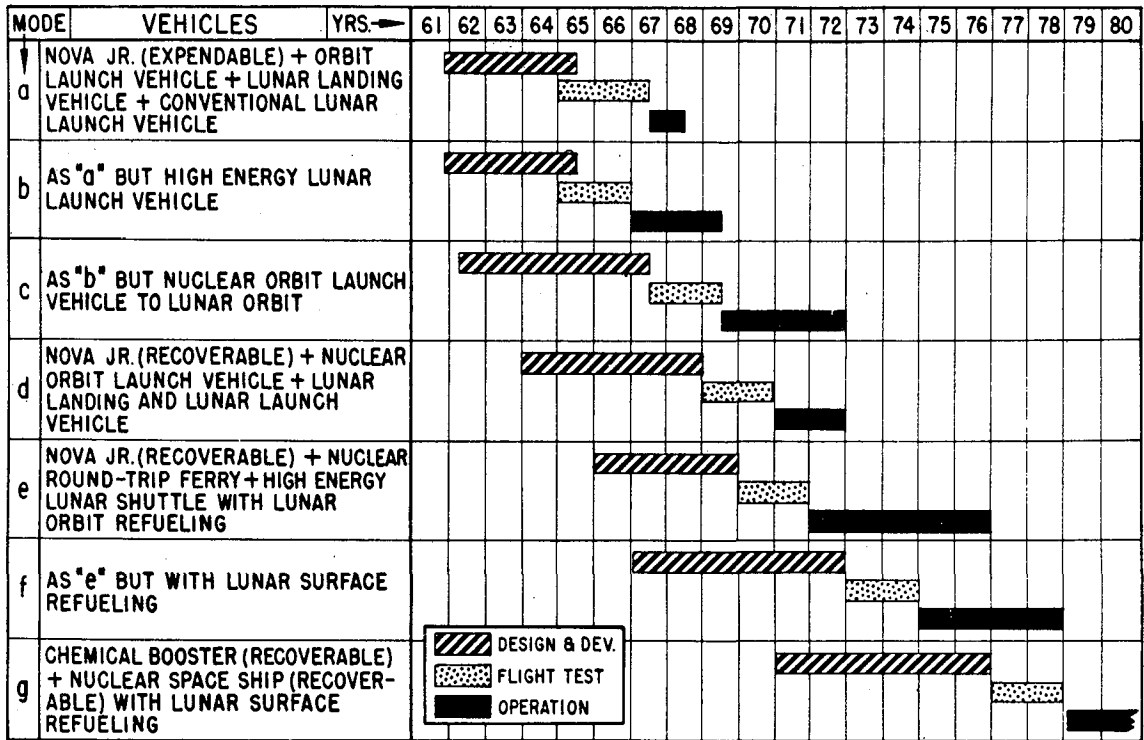 MODE VEHICLES YRS. 61 62 63 64 65 66 67 68 69 70 71 72 73 74 75 76 77 78 79 80
a
NOVA JR. (EXPENDABLE) + ORBIT
LAUNCH VEHICLE + LUNAR LANDING
VEHICLE + CONVENTIONAL LUNAR
LAUNCH VEHICLE
b
AS "a" BUT HIGH ENERGY LUNAR
LAUNCH VEHICLE
c
AS "b" BUT NUCLEAR ORBIT LAUNCH
VEHICLE TO LUNAR ORBIT
d
NOVA JR. (RECOVERABLE) + NUCLEAR
ORBIT LAUNCH VEHICLE + LUNAR
LANDING AND LUNAR LAUNCH
VEHICLE
e
NOVA JR. (RECOVERABLE) + NUCLEAR
ROUND-TRIP FERRY + HIGH ENERGY
LUNAR SHUTTLE WITH LUNAR
ORBIT REFUELING
f
AS "e" BUT WITH LUNAR SURFACE
REFUELING
g
CHEMICAL BOOSTER (RECOVERABLE)
+ NUCLEAR SPACE SHIP (RECOVER-
ABLE) WITH LUNAR SURFACE
REFUELING
DESIGN & DEV.
FLIGHT TEST
OPERATION